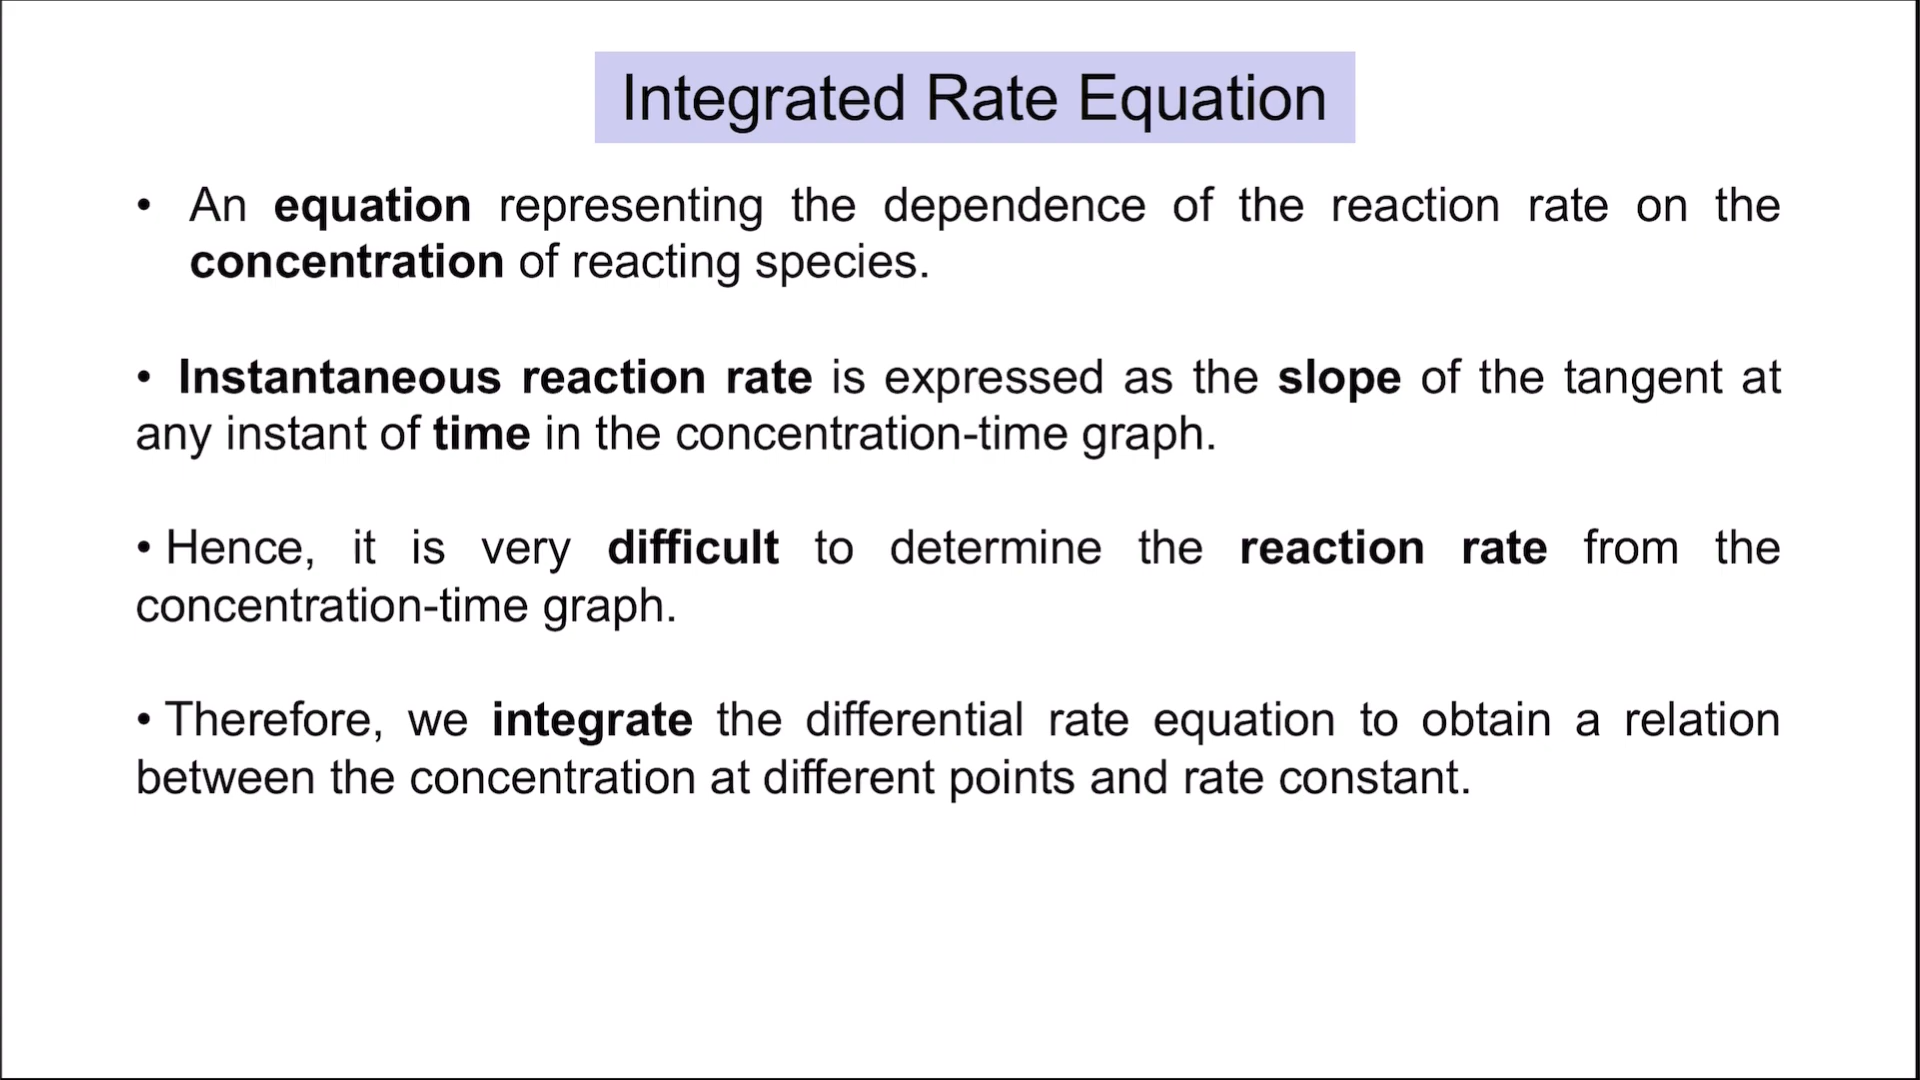 Integrated Rate Equation
• An equation representing the dependence of the reaction rate on the
concentration of reacting species.
• Instantaneous reaction rate is expressed as the slope of the tangent at
any instant of time in the concentration-time graph.
• Hence, it is very difficult to determine the reaction rate from the
concentration-time graph.
• Therefore, we integrate the differential rate equation to obtain a relation
between the concentration at different points and rate constant.